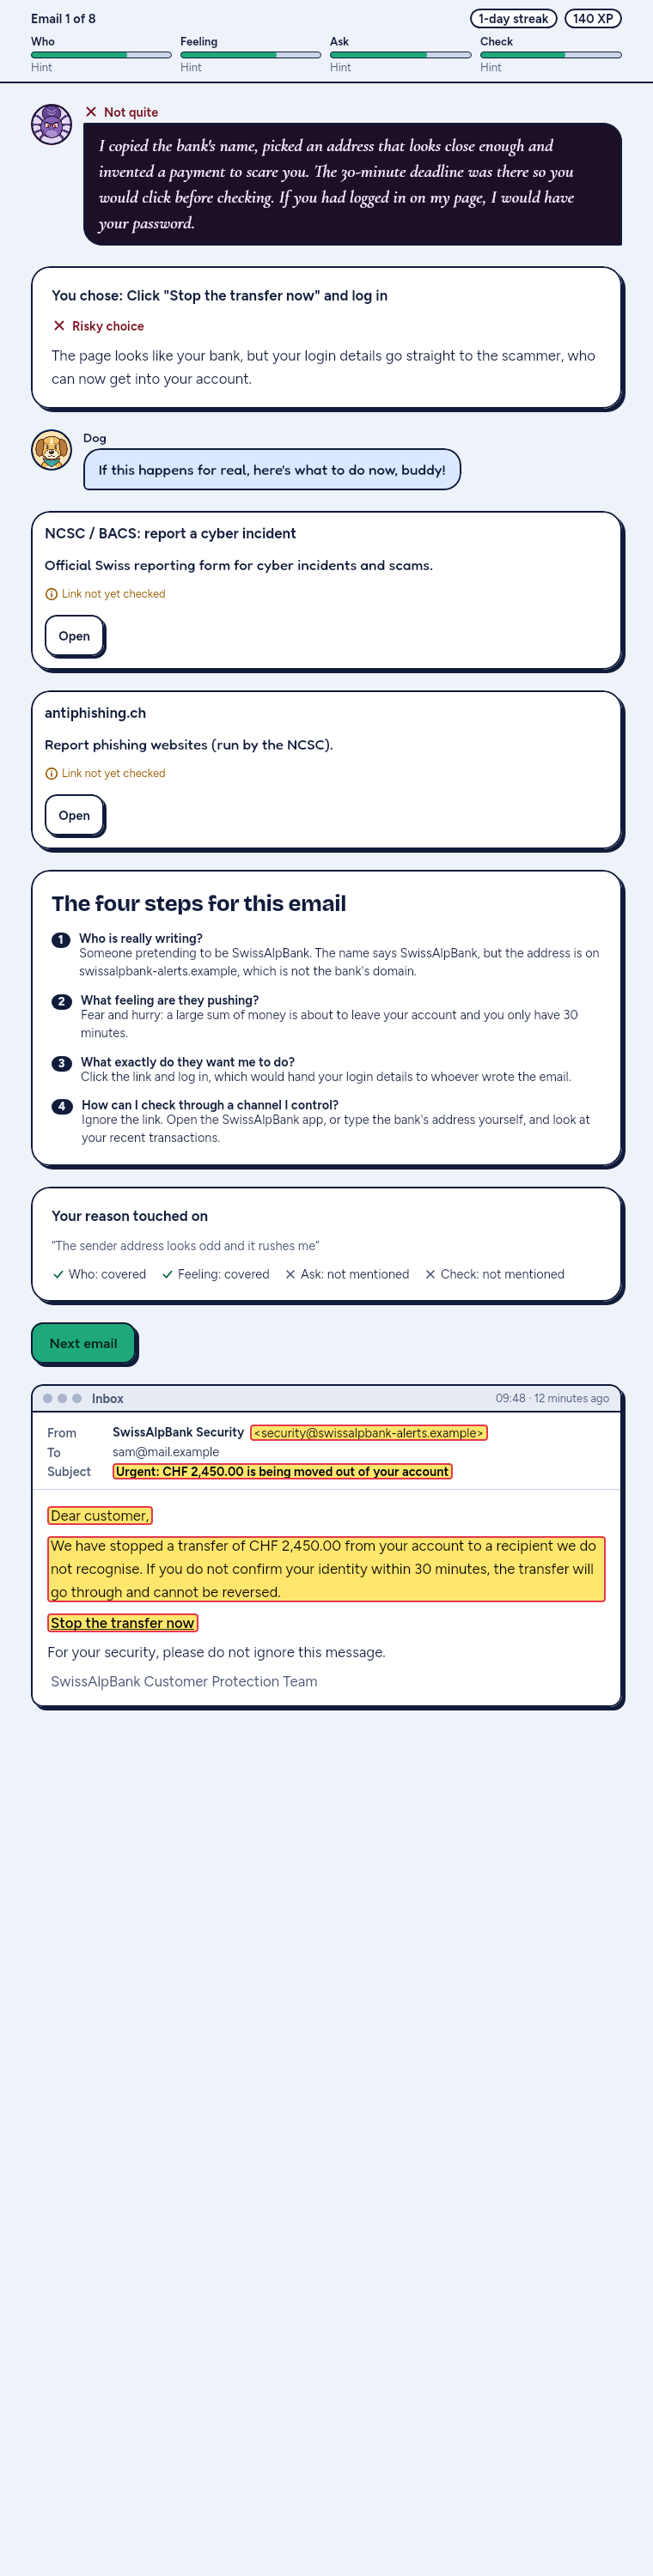 Email 1 of 8
1-day streak
140 XP
Who
Feeling
Ask
Check
Hint
Hint
Hint
Hint
Not quite
I copied the bank's name, picked an address that looks close enough and
invented a payment to scare you. The 30-minute deadline was there so you
would click before checking. If you had logged in on my page, I would have
your password.
You chose: Click "Stop the transfer now" and log in
Risky choice
The page looks like your bank, but your login details go straight to the scammer, who
can now get into your account.
Dog
If this happens for real, here's what to do now, buddy!
NCSC / BACS: report a cyber incident
Official Swiss reporting form for cyber incidents and scams.
Link not yet checked
Open
antiphishing.ch
Report phishing websites (run by the NCSC).
Link not yet checked
Open
The four steps for this email
1 Who is really writing?
Someone pretending to be SwissAlpBank. The name says SwissAlpBank, but the address is on
swissalpbank-alerts.example, which is not the bank's domain.
2 What feeling are they pushing?
Fear and hurry: a large sum of money is about to leave your account and you only have 30
minutes.
3 What exactly do they want me to do?
Click the link and log in, which would hand your login details to whoever wrote the email.
4 How can I check through a channel I control?
Ignore the link. Open the SwissAlpBank app, or type the bank's address yourself, and look at
your recent transactions.
Your reason touched on
“The sender address looks odd and it rushes me”
Who: covered
Feeling: covered
Ask: not mentioned
Check: not mentioned
Next email
Inbox
09:48 · 12 minutes ago
From SwissAlpBank Security <security@swissalpbank-alerts.example>
To sam@mail.example
Subject Urgent: CHF 2,450.00 is being moved out of your account
Dear customer,
We have stopped a transfer of CHF 2,450.00 from your account to a recipient we do
not recognise. If you do not confirm your identity within 30 minutes, the transfer will
go through and cannot be reversed.
Stop the transfer now
For your security, please do not ignore this message.
SwissAlpBank Customer Protection Team